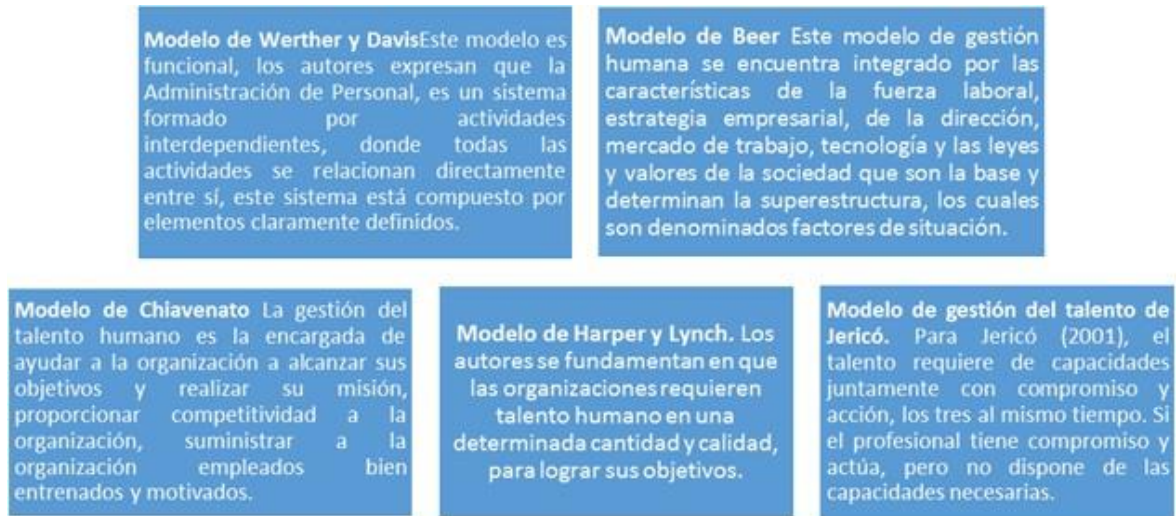 Modelo de Werther y DavisEste modelo es
funcional, los autores expresan que la
Administración de Personal, es un sistema
formado por actividades
interdependientes, donde todas las
actividades se relacionan directamente
entre sí, este sistema está compuesto por
elementos claramente definidos.
Modelo de Beer Este modelo de gestión
humana se encuentra integrado por las
características de la fuerza laboral,
estrategia empresarial, de la dirección,
mercado de trabajo, tecnología y las leyes
y valores de la sociedad que son la base y
determinan la superestructura, los cuales
son denominados factores de situación.
Modelo de Chiavenato La gestión del
talento humano es la encargada de
ayudar a la organización a alcanzar sus
objetivos y realizar su misión,
proporcionar competitividad a la
organización, suministrar a la
organización empleados bien
entrenados y motivados.
Modelo de Harper y Lynch. Los
autores se fundamentan en que
las organizaciones requieren
talento humano en una
determinada cantidad y calidad,
para lograr sus objetivos.
Modelo de gestión del talento de
Jericó. Para Jericó (2001), el
talento requiere de capacidades
juntamente con compromiso y
acción, los tres al mismo tiempo. Si
el profesional tiene compromiso y
actúa, pero no dispone de las
capacidades necesarias.